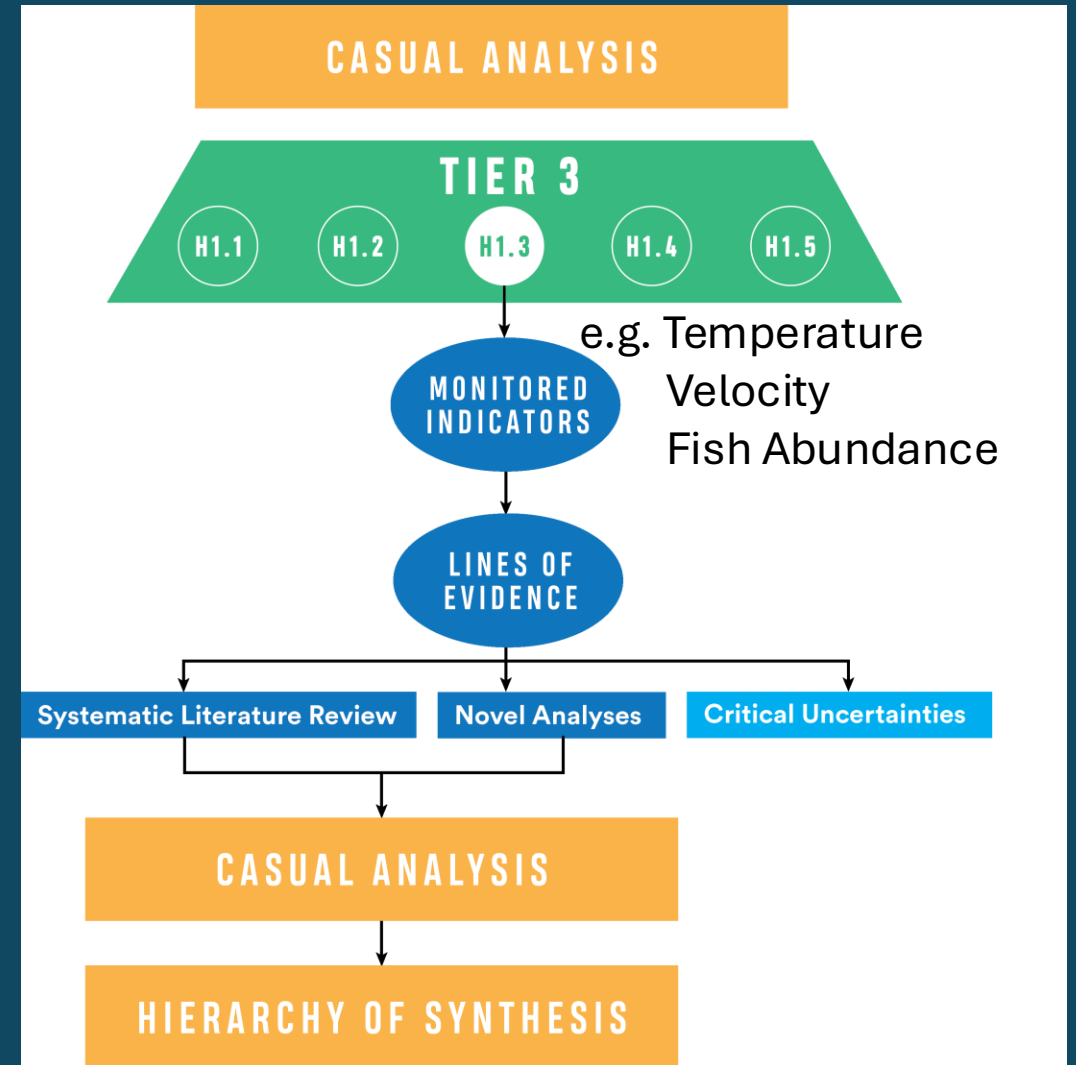 CASUAL ANALYSIS
TIER 3
H1.1 H1.2 H1.3 H1.4 H1.5
e.g. Temperature
Velocity
Fish Abundance
MONITORED
INDICATORS
LINES OF
EVIDENCE
Systematic Literature Review
Novel Analyses
Critical Uncertainties
CASUAL ANALYSIS
HIERARCHY OF SYNTHESIS